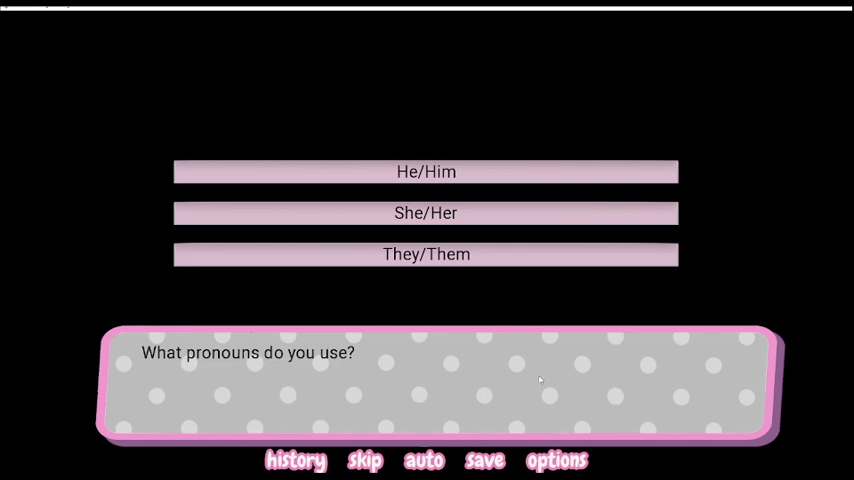 He/Him
She/Her
They/Them
What pronouns do you use?
history skip auto save options